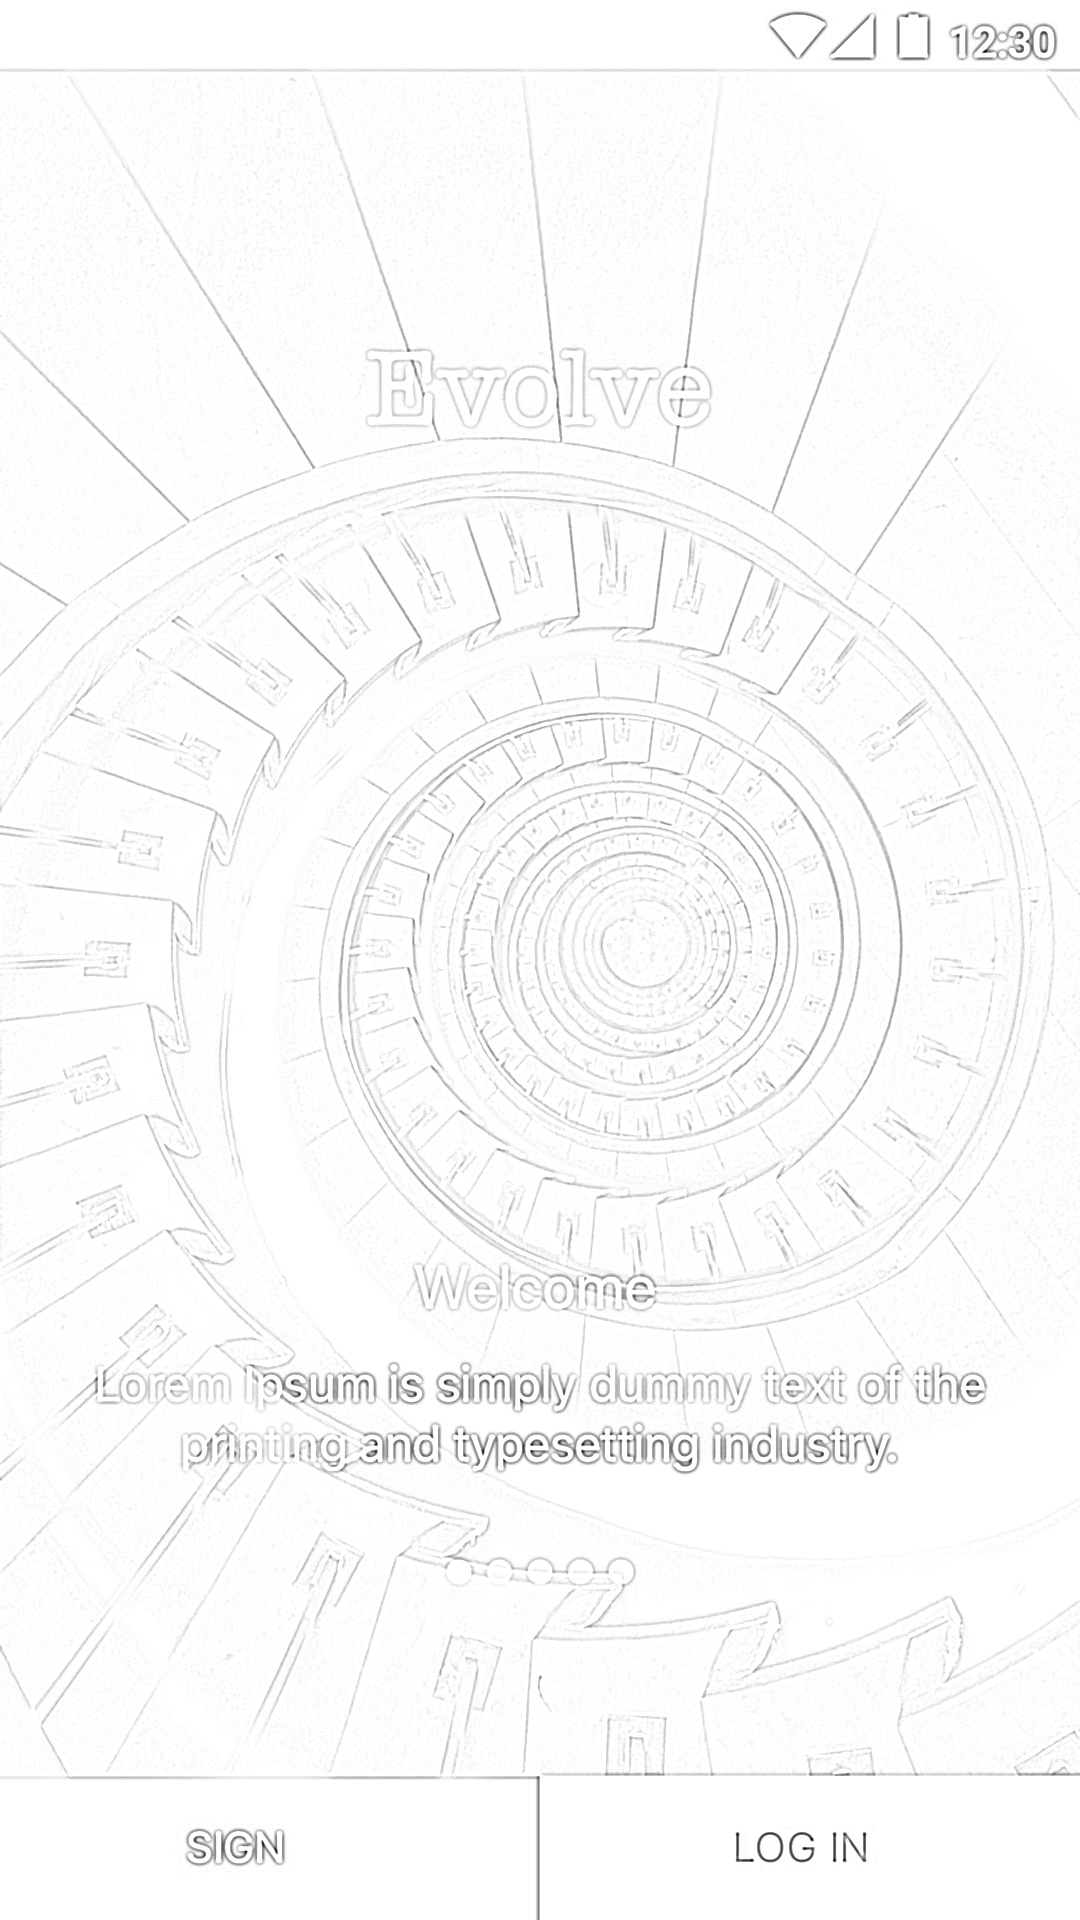 12:30
Evolve
Welcome
Lorem Ipsum is simply dummy text of the
printing and typesetting industry.
SIGN
LOG IN